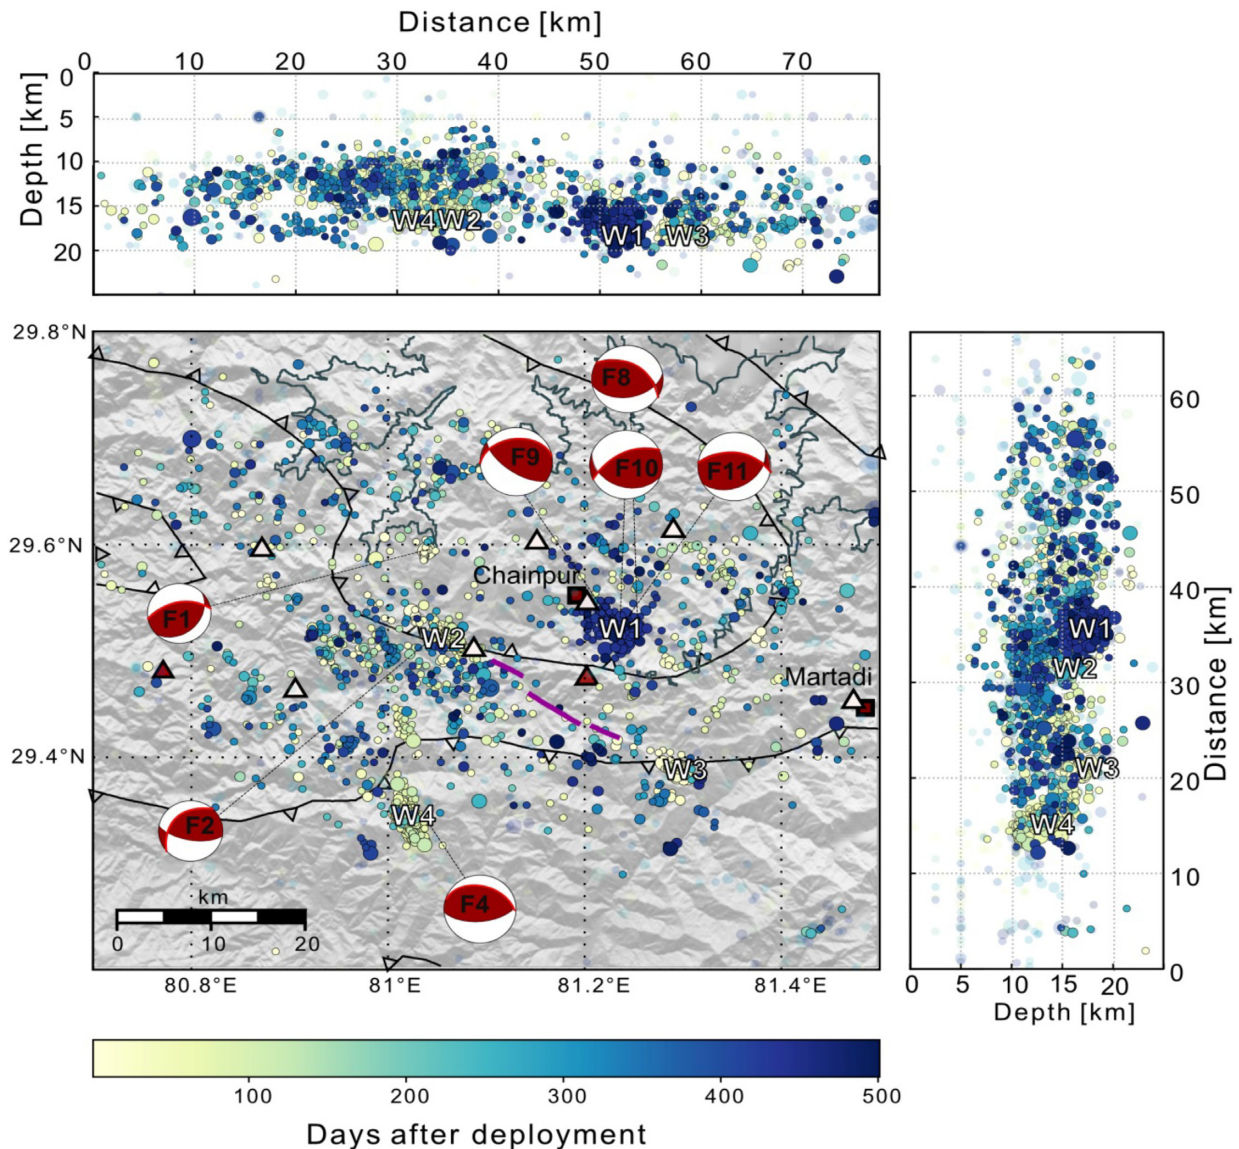 Distance [km]
0 10 20 30 40 50 60 70
Depth [km]
0
5
10
15
20
W4 W2 W1 W3
29.8°N
29.6°N
29.4°N
F8
F9 F10 F11
Chainpur
F1
W1
W2
Martadi
W3
F2
W4
F4
km
0 10 20
80.8°E 81°E 81.2°E 81.4°E
60
50
40
30
20
10
0
Distance [km]
W1
W2
W3
W4
0 5 10 15 20
Depth [km]
100 200 300 400 500
Days after deployment